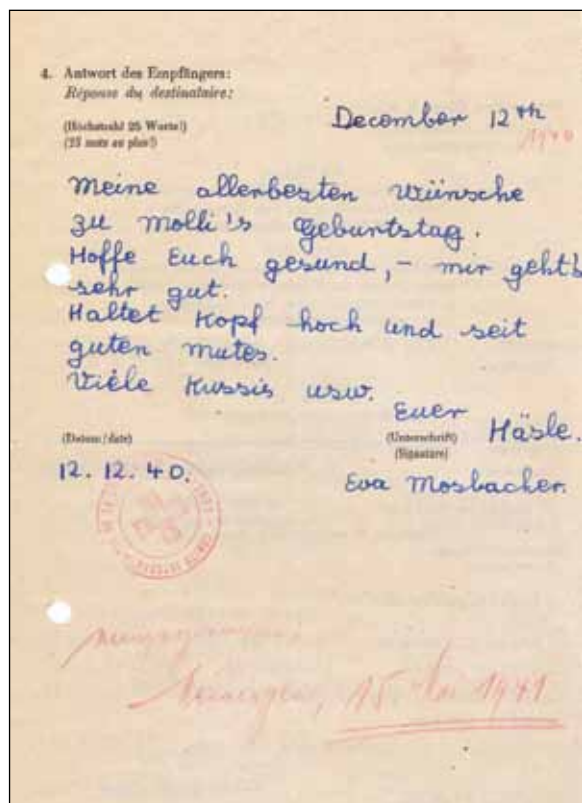 4. Antwort des Empfängers:
Réponse du destinataire:
(Höchstzahl 25 Worte!)
(25 mots au plus!)
December 12th
1940
Meine allerbesten Wünsche
zu Molli's Geburtstag.
Hoffe Euch gesund, – mir geht's
sehr gut.
Haltet Kopf hoch und seit
guten Mutes.
Viele Kussis usw.
Euer Häsle.
(Datum / date)
(Unterschrift)
(Signature)
12. 12. 40.
Eva Mosbacher.
15. Mai 1941